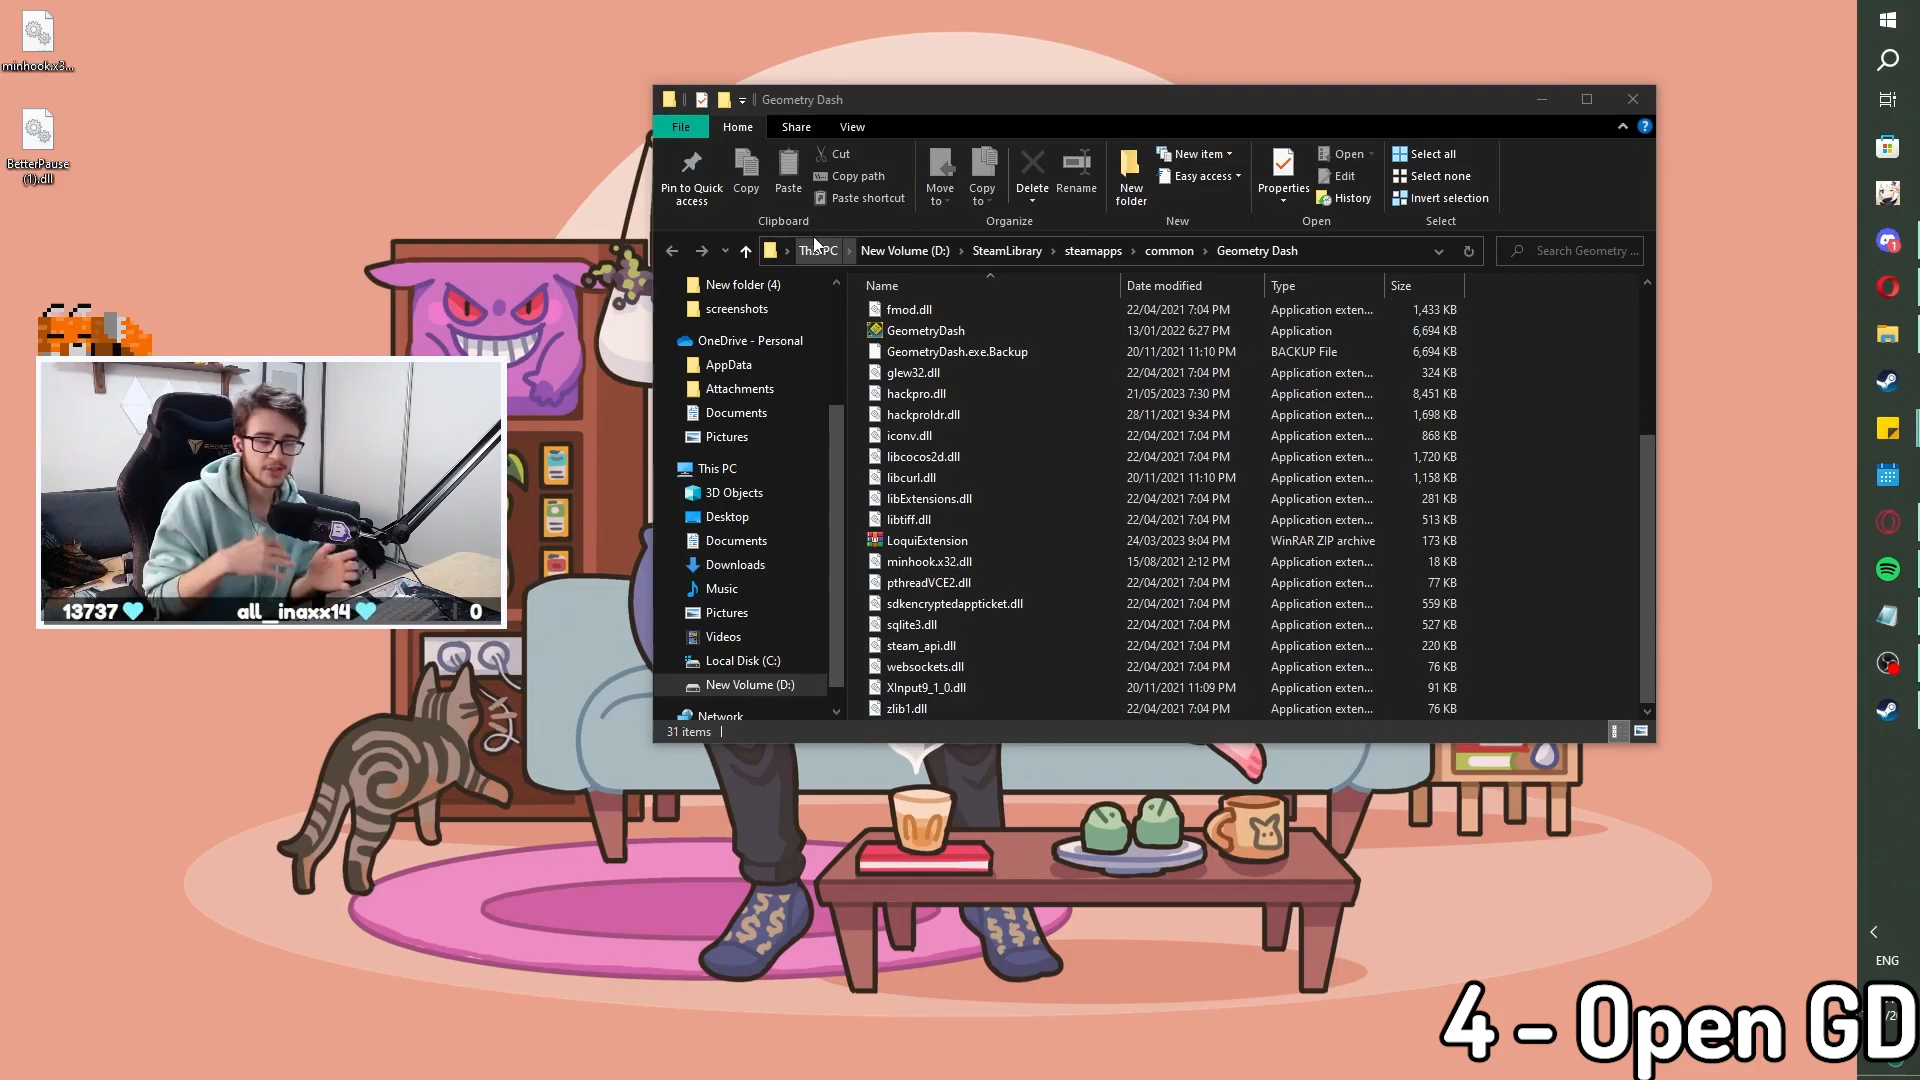 minhook.x3...
BetterPause
(1).dll
Geometry Dash
File
Home
Share
View
Pin to Quick
access
Copy
Paste
Cut
Copy path
Paste shortcut
Clipboard
Move
to
Copy
to
Delete
Rename
Organize
New
folder
New item
Easy access
New
Properties
Open
Edit
History
Open
Select all
Select none
Invert selection
Select
This PC
New Volume (D:)
SteamLibrary
steamapps
common
Geometry Dash
Search Geometry ...
New folder (4)
screenshots
OneDrive - Personal
AppData
Attachments
Documents
Pictures
This PC
3D Objects
Desktop
Documents
Downloads
Music
Pictures
Videos
Local Disk (C:)
New Volume (D:)
Network
Name Date modified Type Size
fmod.dll 22/04/2021 7:04 PM Application exten... 1,433 KB
GeometryDash 13/01/2022 6:27 PM Application 6,694 KB
GeometryDash.exe.Backup 20/11/2021 11:10 PM BACKUP File 6,694 KB
glew32.dll 22/04/2021 7:04 PM Application exten... 324 KB
hackpro.dll 21/05/2023 7:30 PM Application exten... 8,451 KB
hackproldr.dll 28/11/2021 9:34 PM Application exten... 1,698 KB
iconv.dll 22/04/2021 7:04 PM Application exten... 868 KB
libcocos2d.dll 22/04/2021 7:04 PM Application exten... 1,720 KB
libcurl.dll 20/11/2021 11:10 PM Application exten... 1,158 KB
libExtensions.dll 22/04/2021 7:04 PM Application exten... 281 KB
libtiff.dll 22/04/2021 7:04 PM Application exten... 513 KB
LoquiExtension 24/03/2023 9:04 PM WinRAR ZIP archive 173 KB
minhook.x32.dll 15/08/2021 2:12 PM Application exten... 18 KB
pthreadVCE2.dll 22/04/2021 7:04 PM Application exten... 77 KB
sdkencryptedappticket.dll 22/04/2021 7:04 PM Application exten... 559 KB
sqlite3.dll 22/04/2021 7:04 PM Application exten... 527 KB
steam_api.dll 22/04/2021 7:04 PM Application exten... 220 KB
websockets.dll 22/04/2021 7:04 PM Application exten... 76 KB
XInput9_1_0.dll 20/11/2021 11:09 PM Application exten... 91 KB
zlib1.dll 22/04/2021 7:04 PM Application exten... 76 KB
31 items
13737 all_inaxx14 0
ENG
4 - Open GD